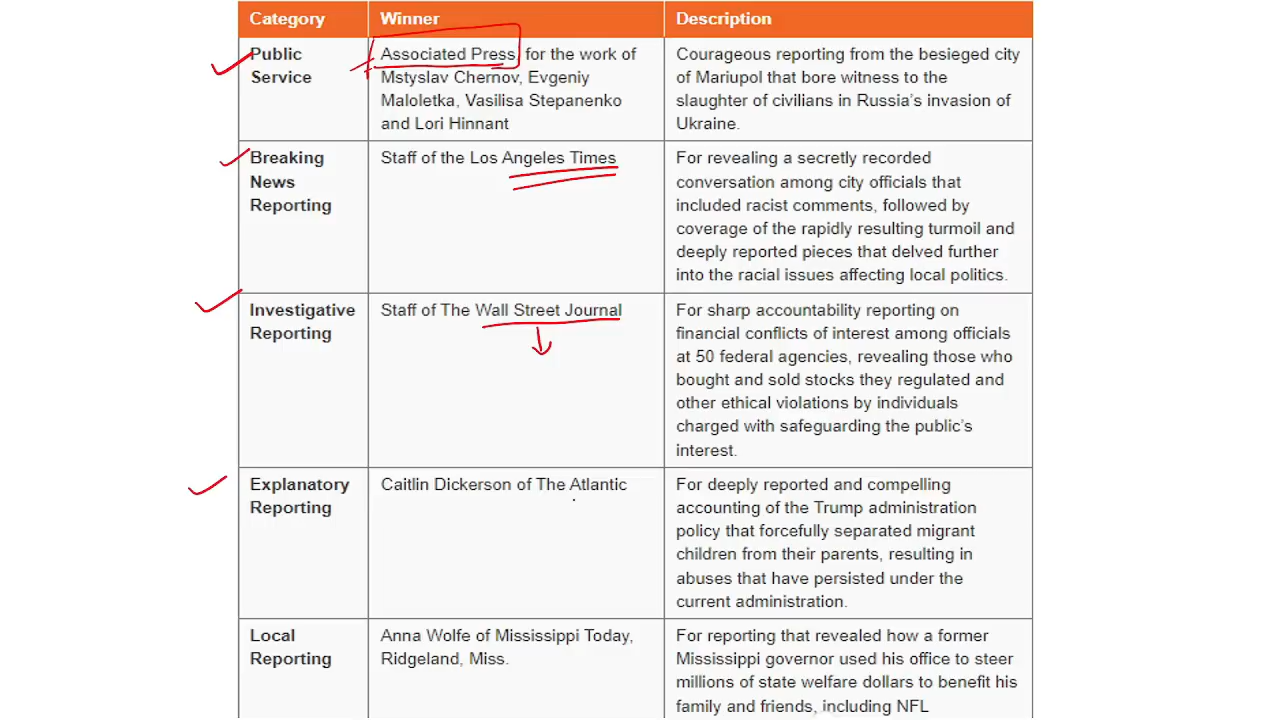 Category Winner Description
Public Service
Associated Press, for the work of
Mstyslav Chernov, Evgeniy
Maloletka, Vasilisa Stepanenko
and Lori Hinnant
Courageous reporting from the besieged city
of Mariupol that bore witness to the
slaughter of civilians in Russia's invasion of
Ukraine.
Breaking
News
Reporting
Staff of the Los Angeles Times
For revealing a secretly recorded
conversation among city officials that
included racist comments, followed by
coverage of the rapidly resulting turmoil and
deeply reported pieces that delved further
into the racial issues affecting local politics.
Investigative
Reporting
Staff of The Wall Street Journal
For sharp accountability reporting on
financial conflicts of interest among officials
at 50 federal agencies, revealing those who
bought and sold stocks they regulated and
other ethical violations by individuals
charged with safeguarding the public's
interest.
Explanatory
Reporting
Caitlin Dickerson of The Atlantic
For deeply reported and compelling
accounting of the Trump administration
policy that forcefully separated migrant
children from their parents, resulting in
abuses that have persisted under the
current administration.
Local
Reporting
Anna Wolfe of Mississippi Today,
Ridgeland, Miss.
For reporting that revealed how a former
Mississippi governor used his office to steer
millions of state welfare dollars to benefit his
family and friends, including NFL